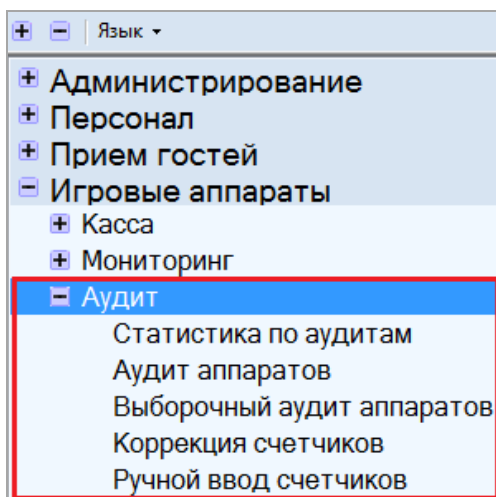 Язык
Администрирование
Персонал
Прием гостей
Игровые аппараты
Касса
Мониторинг
Аудит
Статистика по аудитам
Аудит аппаратов
Выборочный аудит аппаратов
Коррекция счетчиков
Ручной ввод счетчиков